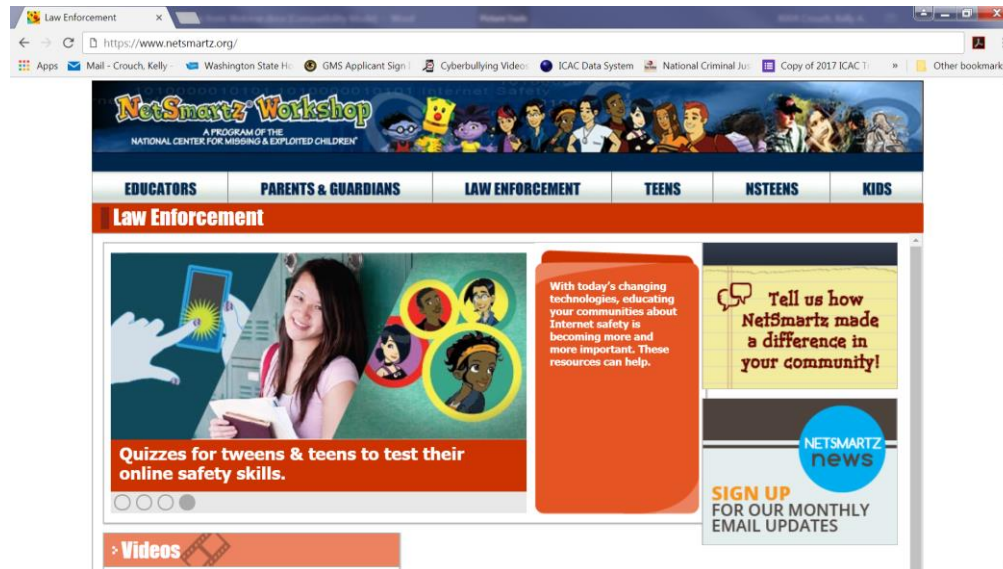 Law Enforcement
https://www.netsmartz.org/
Apps Mail - Crouch, Kelly - Washington State Ho GMS Applicant Sign Cyberbullying Video ICAC Data System National Criminal Jus Copy of 2017 ICAC Tr » Other bookmark
Internet Safety
NetSmartz Workshop
A PROGRAM OF THE
NATIONAL CENTER FOR MISSING & EXPLOITED CHILDREN
EDUCATORS PARENTS & GUARDIANS LAW ENFORCEMENT TEENS NSTEENS KIDS
Law Enforcement
With today's changing
technologies, educating
your communities about
Internet safety is
becoming more and
more important. These
resources can help.
Quizzes for tweens & teens to test their
online safety skills.
Tell us how
NetSmartz made
a difference in
your community!
NETSMARTZ
news
SIGN UP
FOR OUR MONTHLY
EMAIL UPDATES
Videos